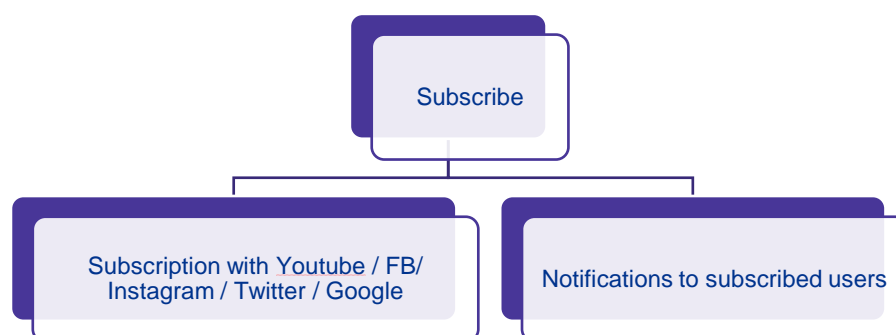 Subscribe
Subscription with Youtube / FB/
Instagram / Twitter / Google
Notifications to subscribed users